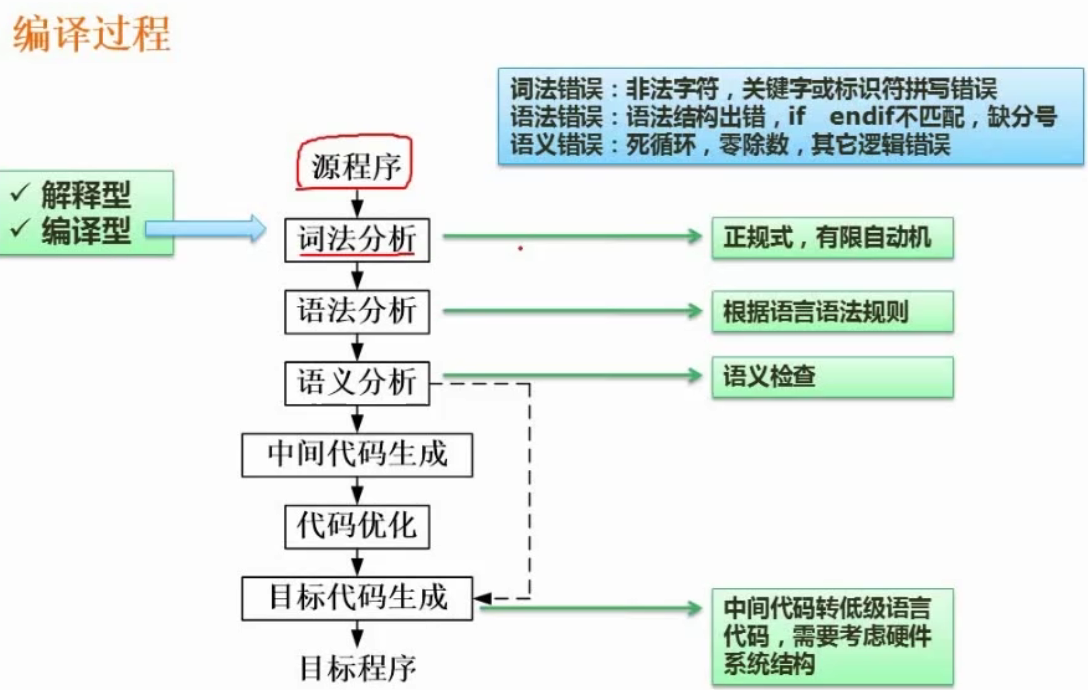 编译过程
词法错误：非法字符，关键字或标识符拼写错误
语法错误：语法结构出错，if endif不匹配，缺分号
语义错误：死循环，零除数，其它逻辑错误
源程序
✓ 解释型
✓ 编译型
词法分析
正规式，有限自动机
语法分析
根据语言语法规则
语义分析
语义检查
中间代码生成
代码优化
目标代码生成
中间代码转低级语言
代码，需要考虑硬件
系统结构
目标程序